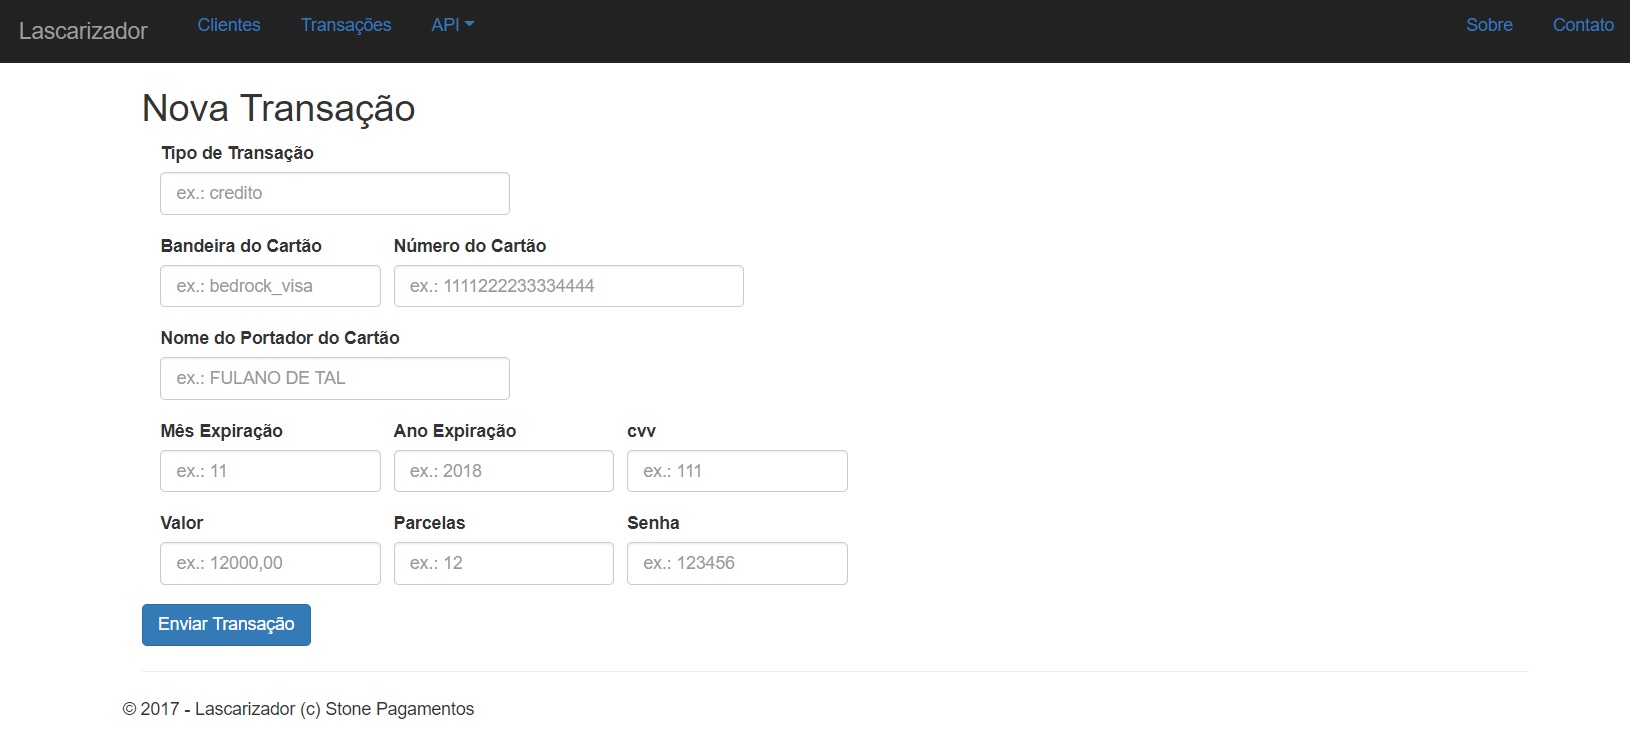 Lascarizador Clientes Transações API Sobre Contato
Nova Transação
Tipo de Transação
ex.: credito
Bandeira do Cartão Número do Cartão
ex.: bedrock_visa ex.: 1111222233334444
Nome do Portador do Cartão
ex.: FULANO DE TAL
Mês Expiração Ano Expiração cvv
ex.: 11 ex.: 2018 ex.: 111
Valor Parcelas Senha
ex.: 12000,00 ex.: 12 ex.: 123456
Enviar Transação
© 2017 - Lascarizador (c) Stone Pagamentos